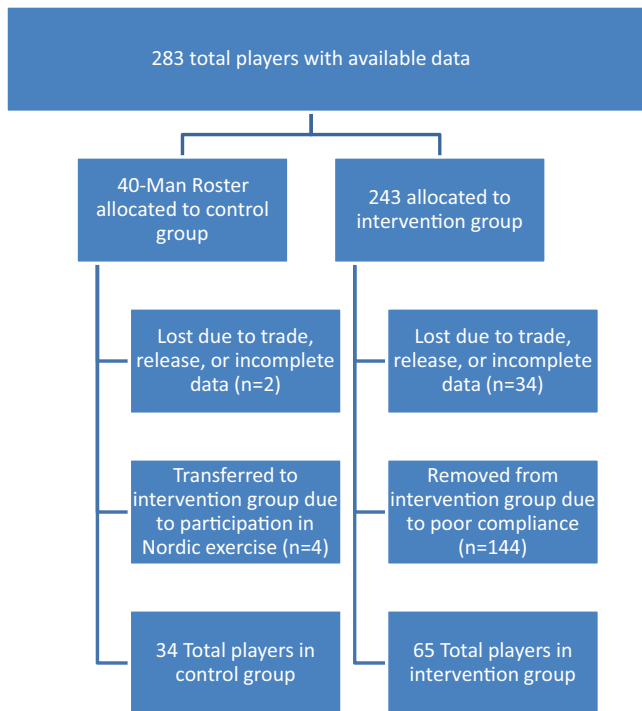 283 total players with available data
40-Man Roster
allocated to control
group
243 allocated to
intervention group
Lost due to trade,
release, or incomplete
data (n=2)
Lost due to trade,
release, or incomplete
data (n=34)
Transferred to
intervention group due
to participation in
Nordic exercise (n=4)
Removed from
intervention group due
to poor compliance
(n=144)
34 Total players in
control group
65 Total players in
intervention group